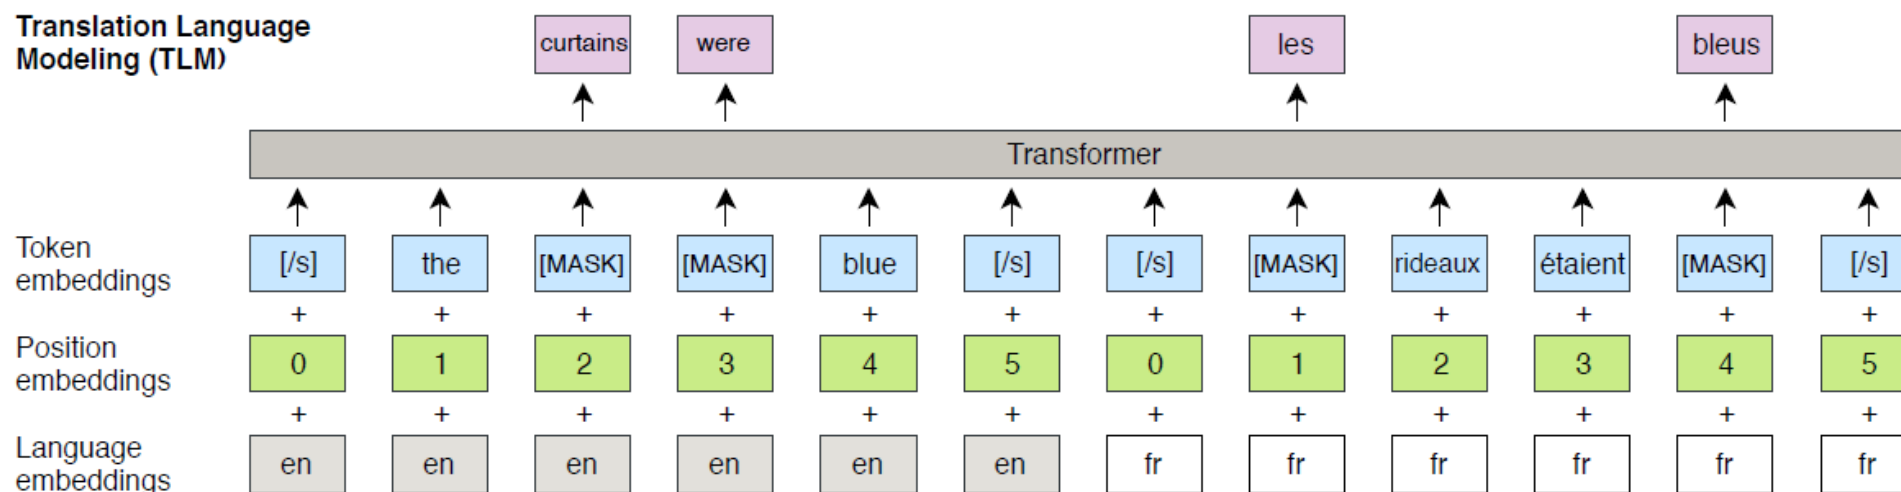 Translation Language
Modeling (TLM)
curtains were les bleus
Transformer
Token
embeddings
[/s] the [MASK] [MASK] blue [/s] [/s] [MASK] rideaux étaient [MASK] [/s]
+ + + + + + + + + + + +
Position
embeddings
0 1 2 3 4 5 0 1 2 3 4 5
+ + + + + + + + + + + +
Language
embeddings
en en en en en en fr fr fr fr fr fr